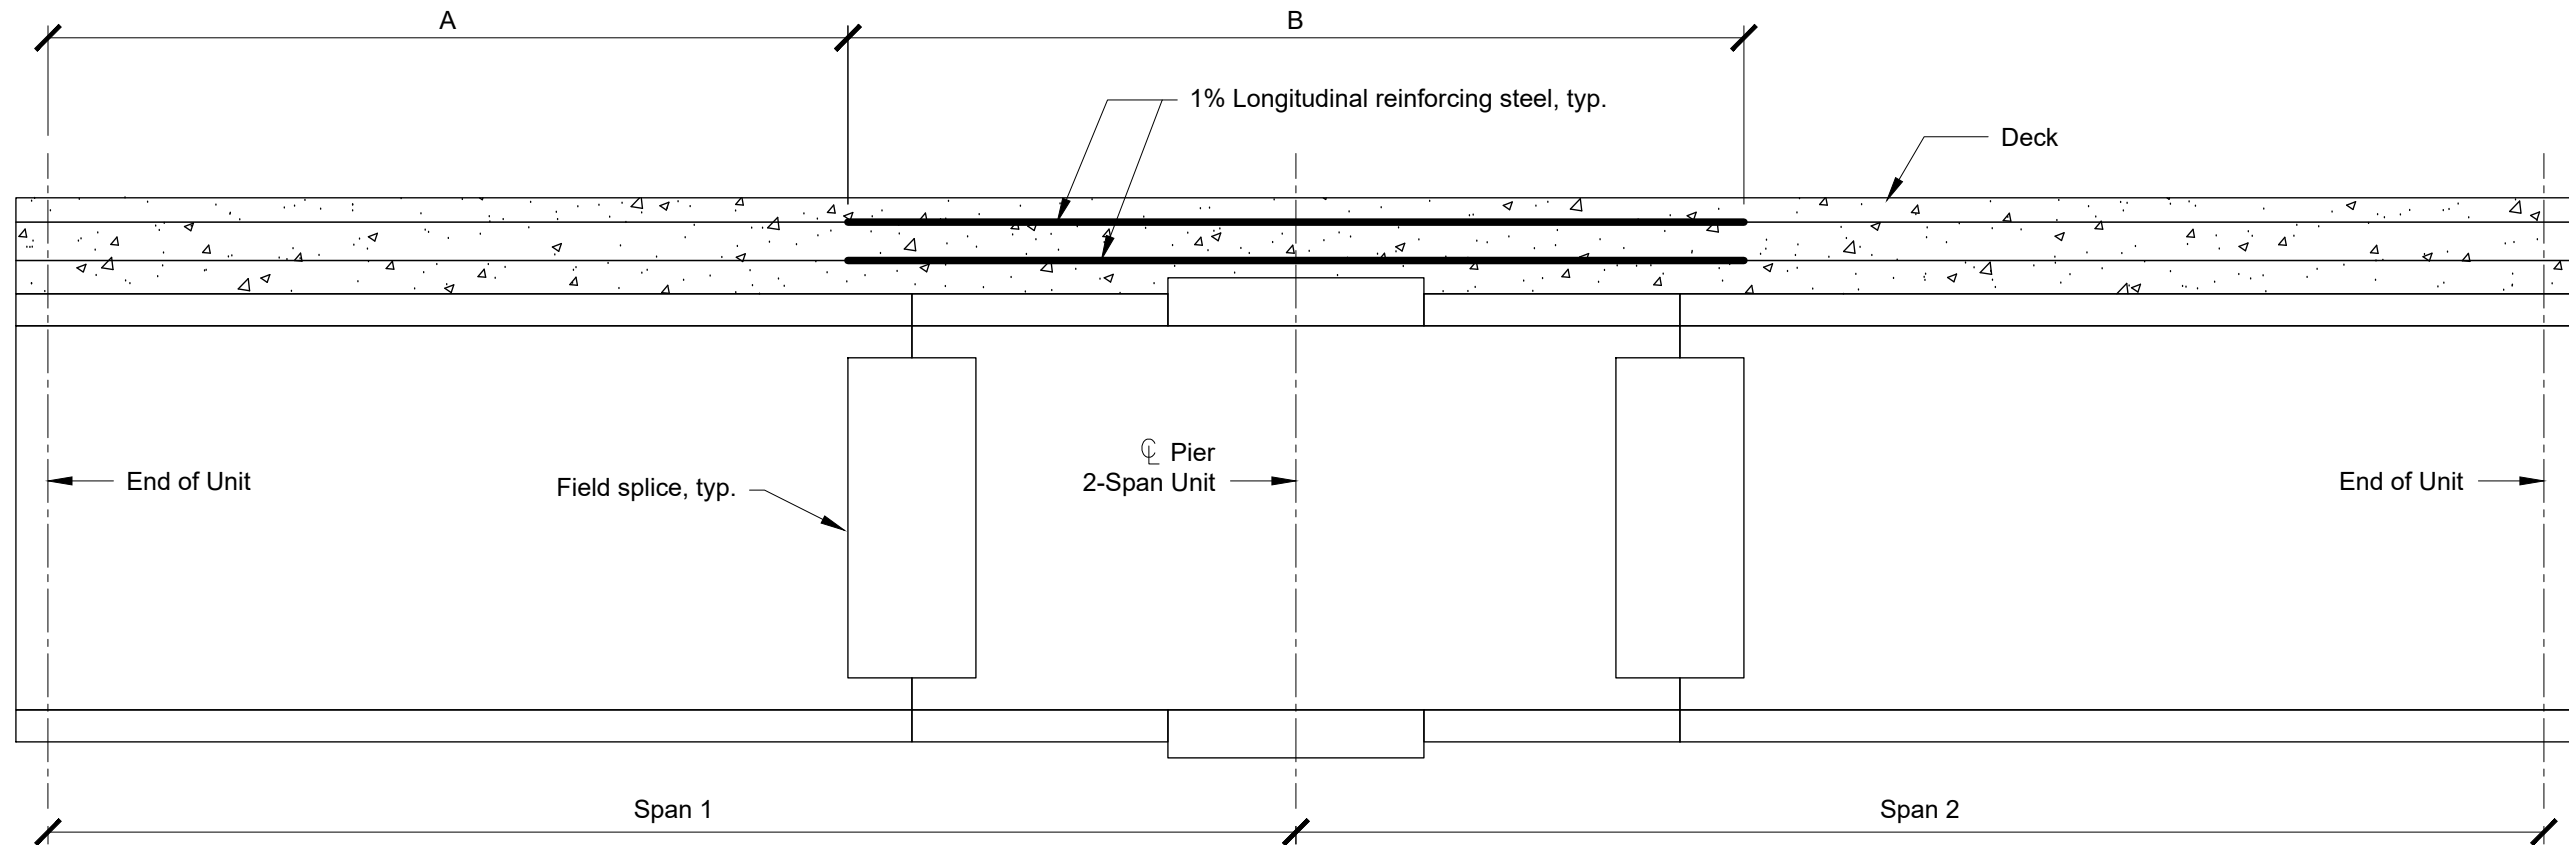 A
B
1% Longitudinal reinforcing steel, typ.
Deck
End of Unit
Field splice, typ.
℄ Pier
2-Span Unit
End of Unit
Span 1
Span 2